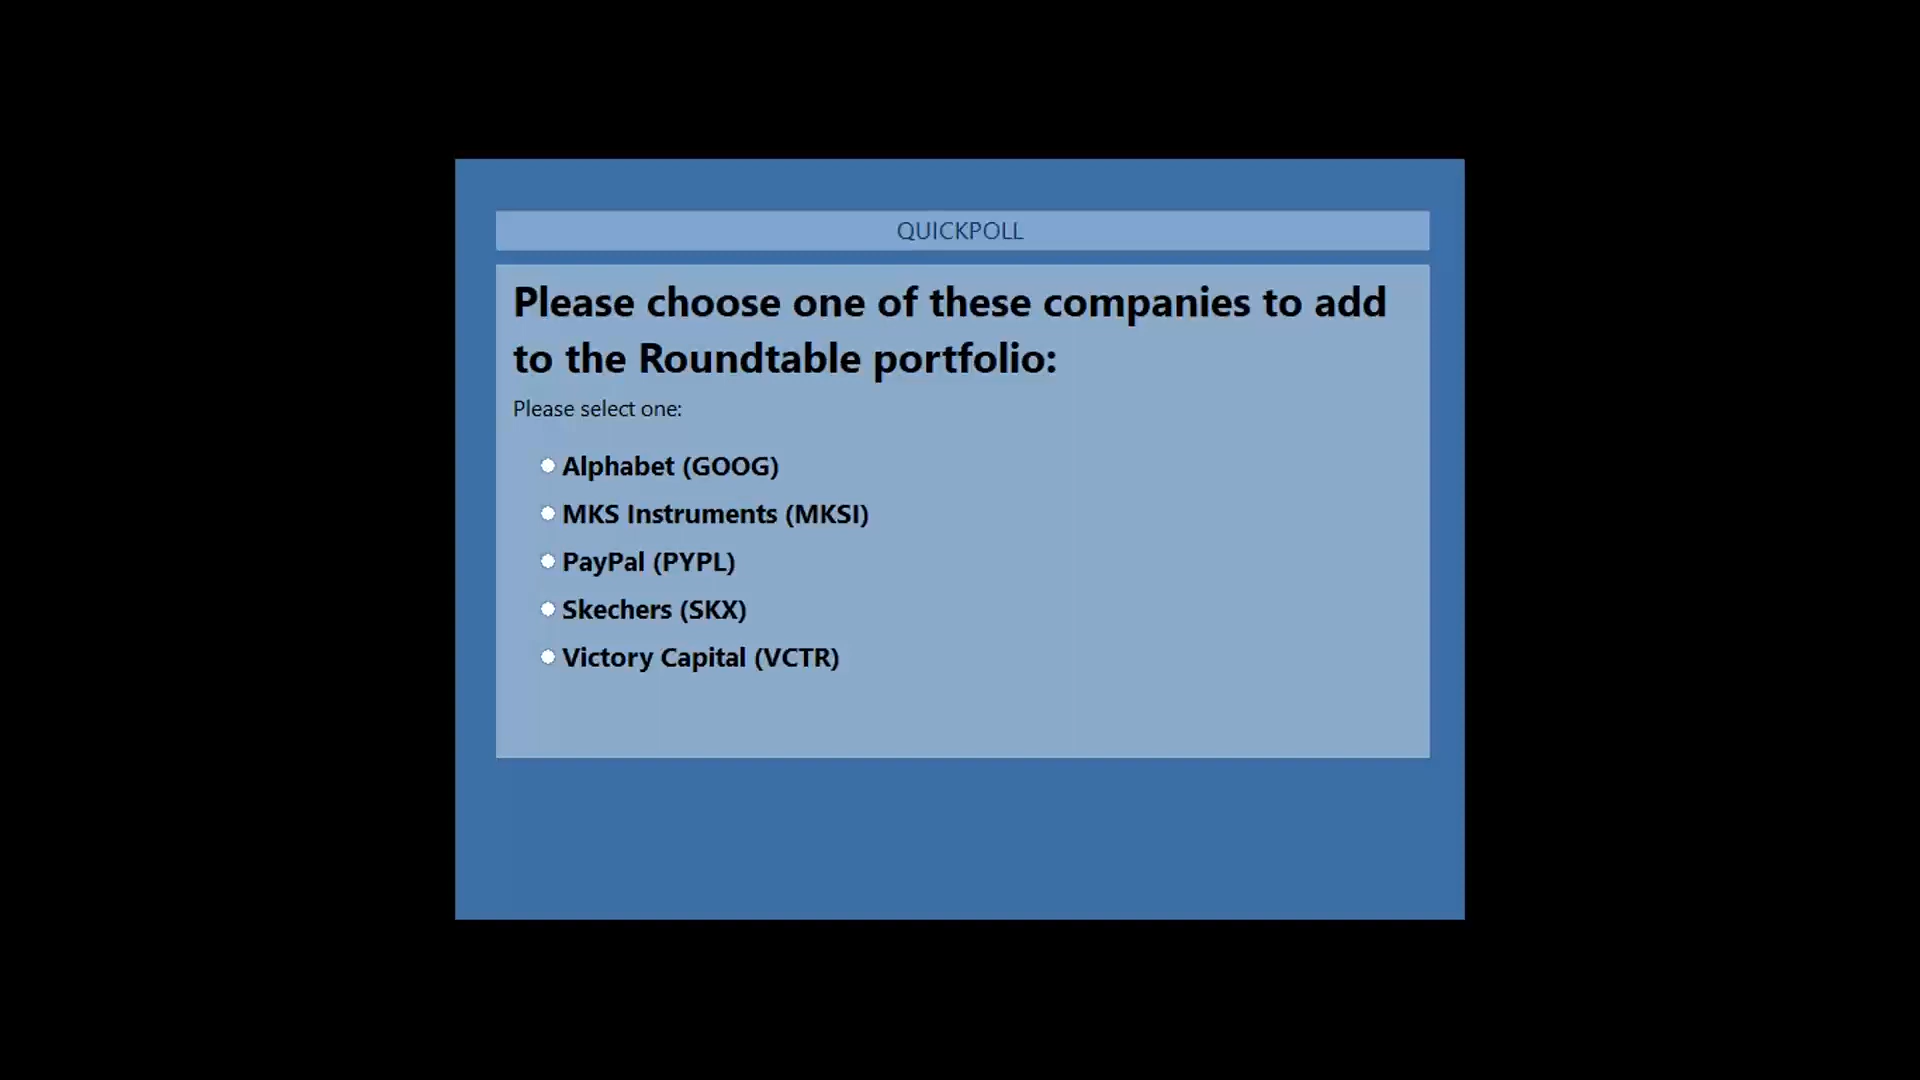 QUICKPOLL
Please choose one of these companies to add
to the Roundtable portfolio:
Please select one:
Alphabet (GOOG)
MKS Instruments (MKSI)
PayPal (PYPL)
Skechers (SKX)
Victory Capital (VCTR)